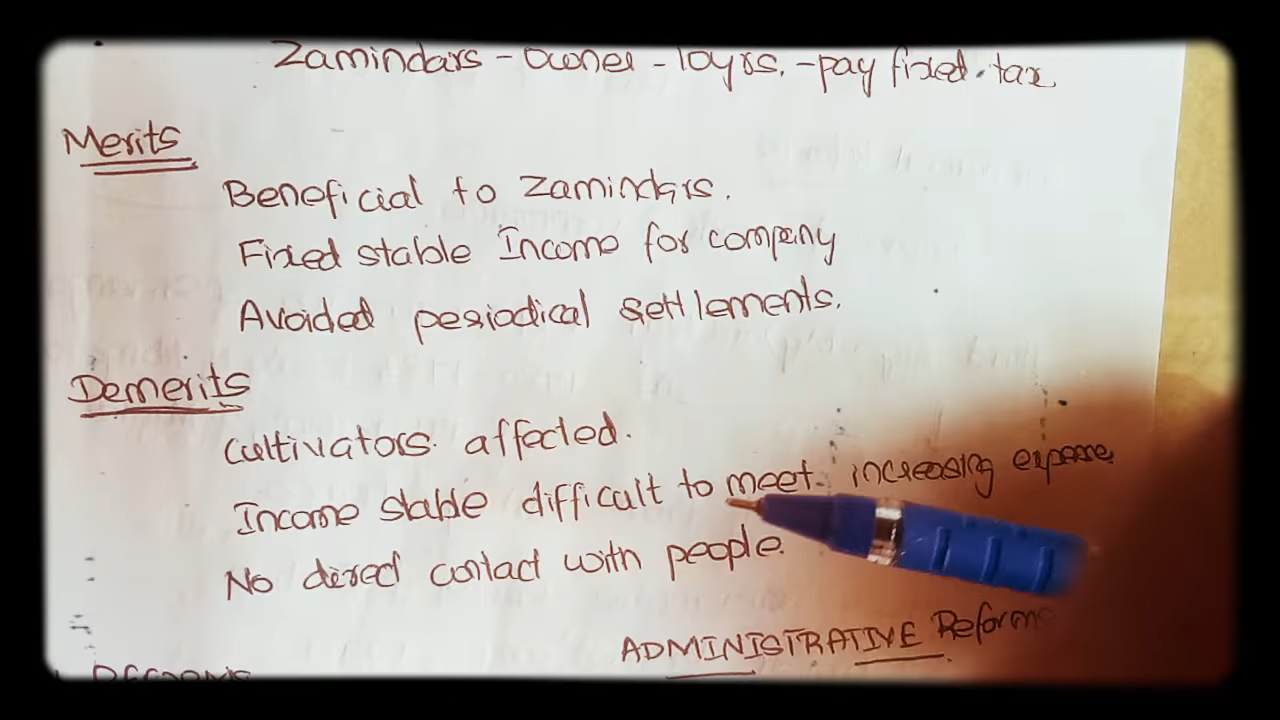 Zamindars - owner - 10yrs. - pay fixed. tax
Merits
Beneficial to Zamindars.
Fixed stable Income for company
Avoided periodical settlements.
Demerits
Cultivators affected.
Income stable difficult to meet increasing expense
No direct contact with people.
ADMINISTRATIVE Reforms
REFORMS